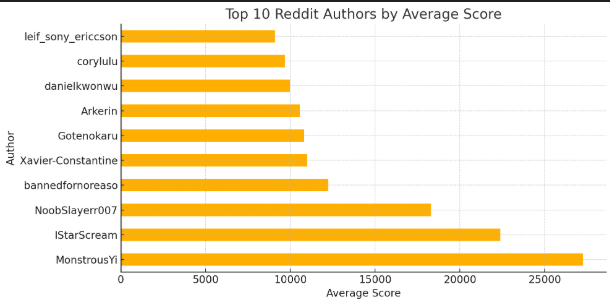 Top 10 Reddit Authors by Average Score
Author
leif_sony_ericcson
corylulu
danielkwonwu
Arkerin
Gotenokaru
Xavier-Constantine
bannedfornoreaso
NoobSlayerr007
IStarScream
MonstrousYi
0 5000 10000 15000 20000 25000
Average Score